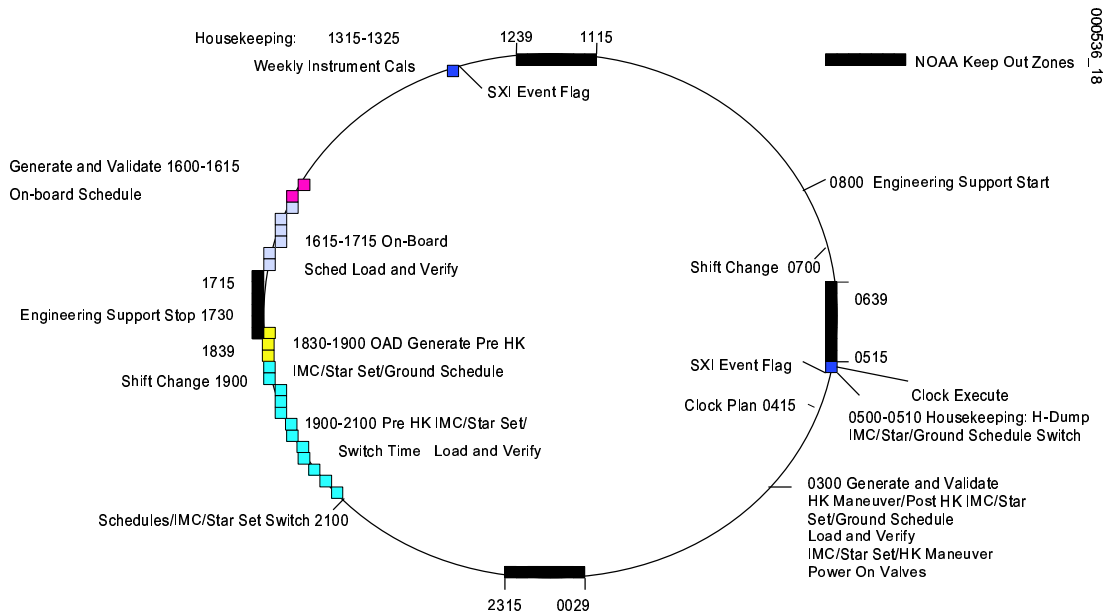 000536_18
Housekeeping: 1315-1325
Weekly Instrument Cals
SXI Event Flag
1239
1115
NOAA Keep Out Zones
Generate and Validate 1600-1615
On-board Schedule
0800 Engineering Support Start
1615-1715 On-Board
Sched Load and Verify
Shift Change 0700
1715
Engineering Support Stop 1730
1839
Shift Change 1900
0639
0515
1830-1900 OAD Generate Pre HK
IMC/Star Set/Ground Schedule
SXI Event Flag
Clock Plan 0415
Clock Execute
0500-0510 Housekeeping: H-Dump
IMC/Star/Ground Schedule Switch
1900-2100 Pre HK IMC/Star Set/
Switch Time Load and Verify
0300 Generate and Validate
HK Maneuver/Post HK IMC/Star
Set/Ground Schedule
Load and Verify
IMC/Star Set/HK Maneuver
Power On Valves
Schedules/IMC/Star Set Switch 2100
2315
0029